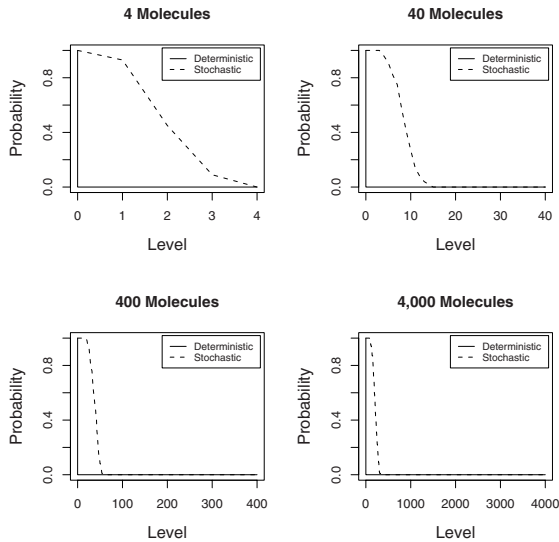 4 Molecules
Probability
0.0 0.4 0.8
Deterministic
Stochastic
0 1 2 3 4
Level
40 Molecules
Probability
0.0 0.4 0.8
Deterministic
Stochastic
0 10 20 30 40
Level
400 Molecules
Probability
0.0 0.4 0.8
Deterministic
Stochastic
0 100 200 300 400
Level
4,000 Molecules
Probability
0.0 0.4 0.8
Deterministic
Stochastic
0 1000 2000 3000 4000
Level